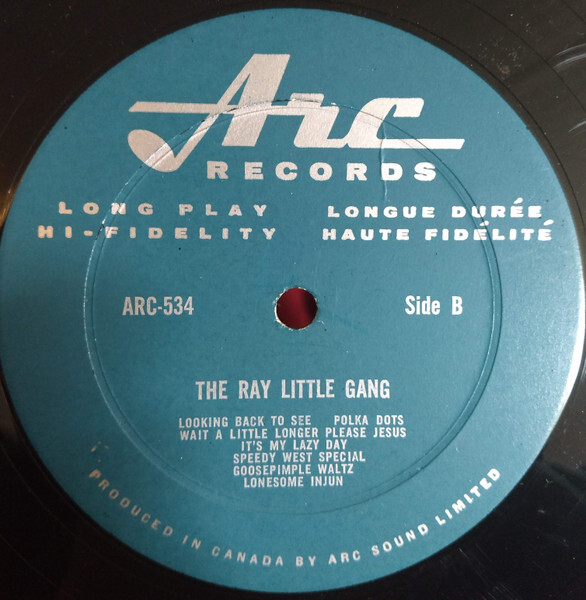 Arc
RECORDS
LONG PLAY LONGUE DURÉE
HI-FIDELITY HAUTE FIDÉLITÉ
ARC-534 Side B
THE RAY LITTLE GANG
LOOKING BACK TO SEE POLKA DOTS
WAIT A LITTLE LONGER PLEASE JESUS
IT'S MY LAZY DAY
SPEEDY WEST SPECIAL
GOOSEPIMPLE WALTZ
LONESOME INJUN
PRODUCED IN CANADA BY ARC SOUND LIMITED